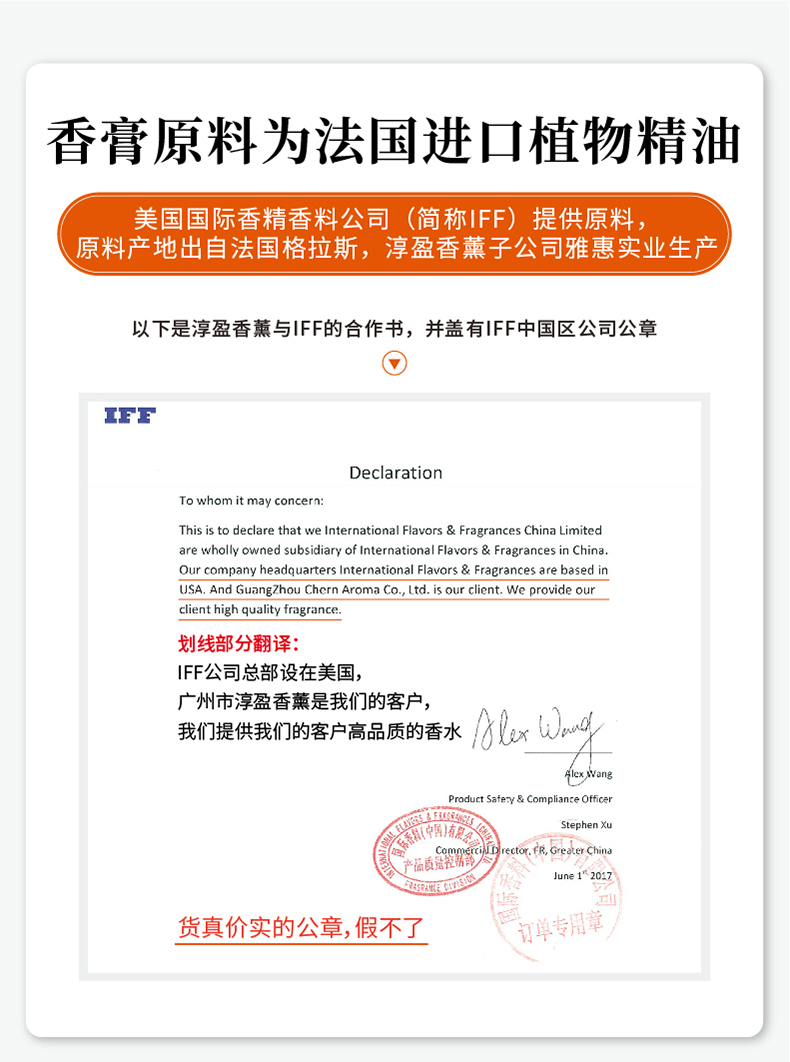 香膏原料为法国进口植物精油
美国国际香精香料公司（简称IFF）提供原料，
原料产地出自法国格拉斯，淳盈香薰子公司雅惠实业生产
以下是淳盈香薰与IFF的合作书，并盖有IFF中国区公司公章
IFF
Declaration
To whom it may concern:
This is to declare that we International Flavors & Fragrances China Limited
are wholly owned subsidiary of International Flavors & Fragrances in China.
Our company headquarters International Flavors & Fragrances are based in
USA. And GuangZhou Chern Aroma Co., Ltd. is our client. We provide our
client high quality fragrance.
划线部分翻译：
IFF公司总部设在美国，
广州市淳盈香薰是我们的客户，
我们提供我们的客户高品质的香水
Alex Wang
Alex Wang
Product Safety & Compliance Officer
Stephen Xu
Commercial Director, FR, Greater China
June 1st 2017
INTERNATIONAL FLAVORS & FRAGRANCES (CHINA) LTD.
国际香料(中国)有限公司
产品质量控制部
FRAGRANCE DIVISION
国际香料(中国)有限公司
订单专用章
货真价实的公章，假不了